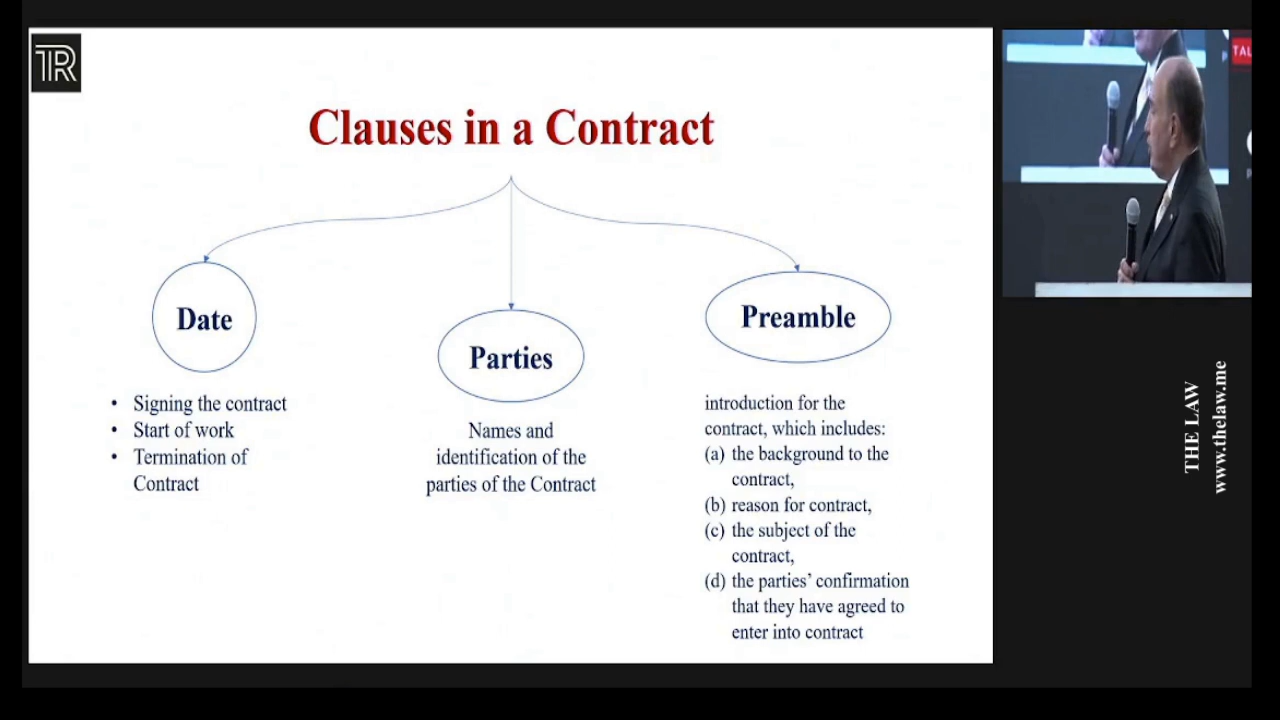 TR
Clauses in a Contract
Date
• Signing the contract
• Start of work
• Termination of
Contract
Parties
Names and
identification of the
parties of the Contract
Preamble
introduction for the
contract, which includes:
(a) the background to the
contract,
(b) reason for contract,
(c) the subject of the
contract,
(d) the parties’ confirmation
that they have agreed to
enter into contract
TAL
THE LAW
www.thelaw.me